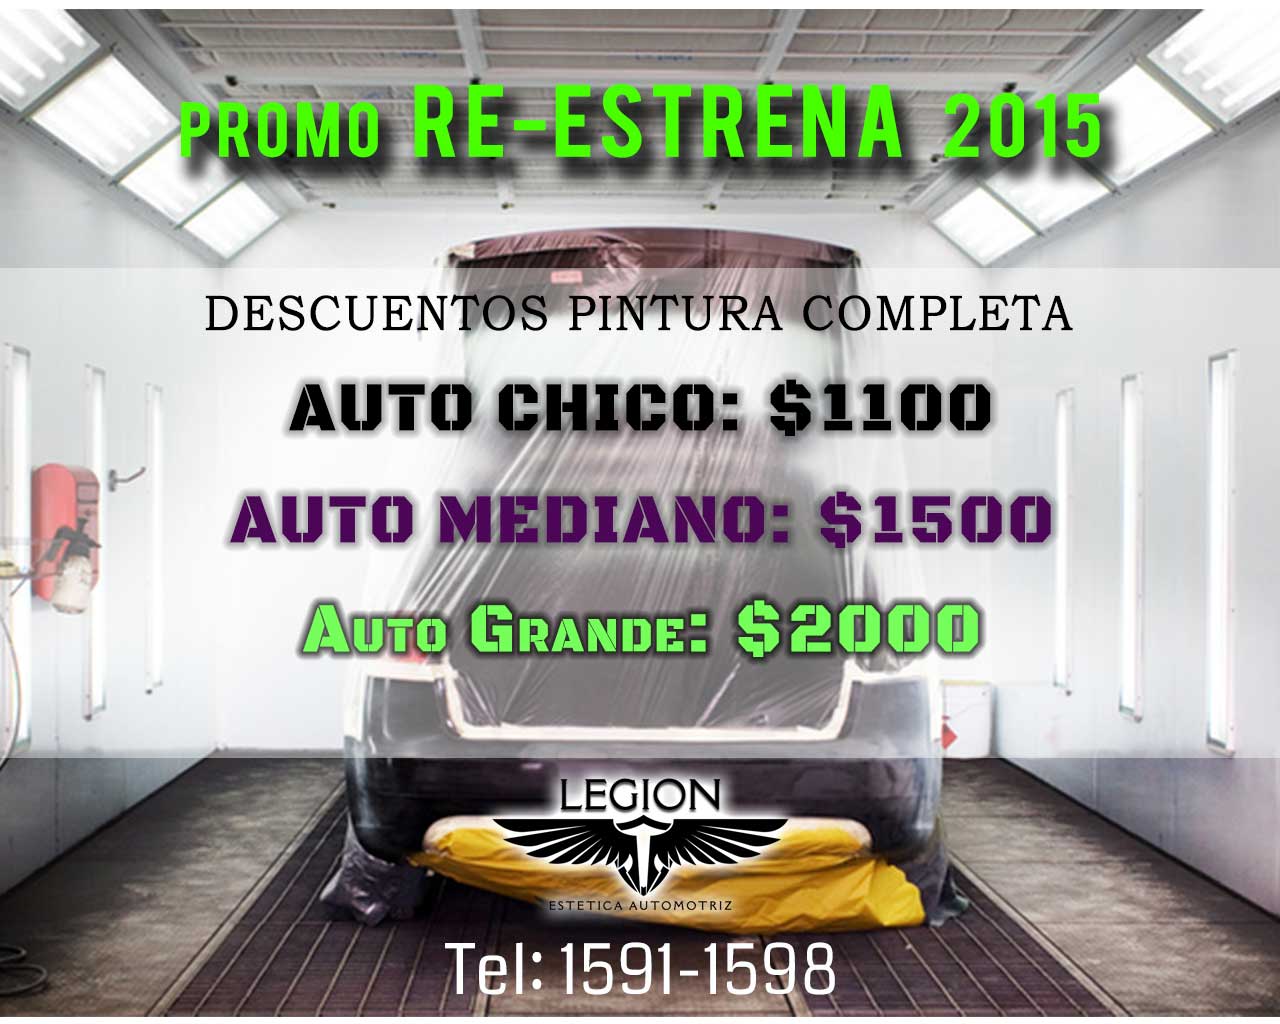 PROMO RE-ESTRENA 2015
DESCUENTOS PINTURA COMPLETA
AUTO CHICO: $1100
AUTO MEDIANO: $1500
AUTO GRANDE: $2000
LEGION
ESTETICA AUTOMOTRIZ
Tel: 1591-1598